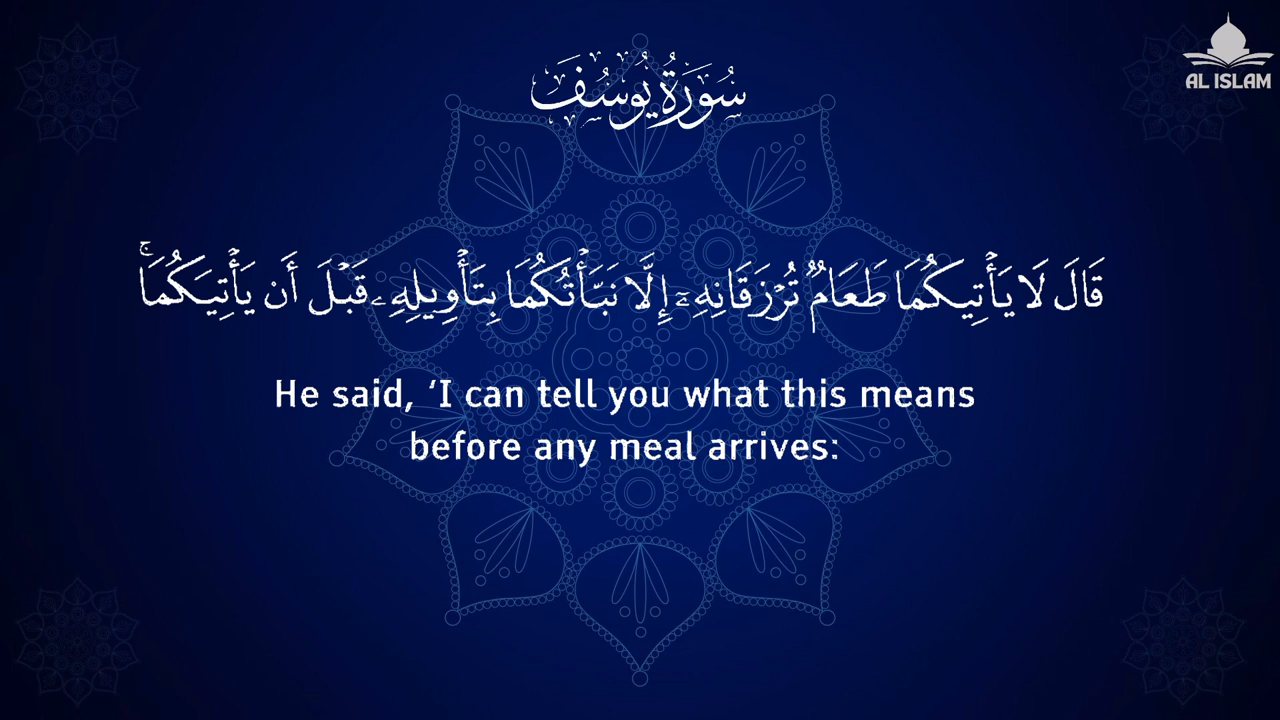 سُورَةُ يُوسُفَ
AL ISLAM
قَالَ لَا يَأْتِيكُمَا طَعَامٌ تُرْزَقَانِهِۦٓ إِلَّا نَبَّأْتُكُمَا بِتَأْوِيلِهِۦ قَبْلَ أَن يَأْتِيَكُمَاۚ
He said, ‘I can tell you what this means
before any meal arrives: